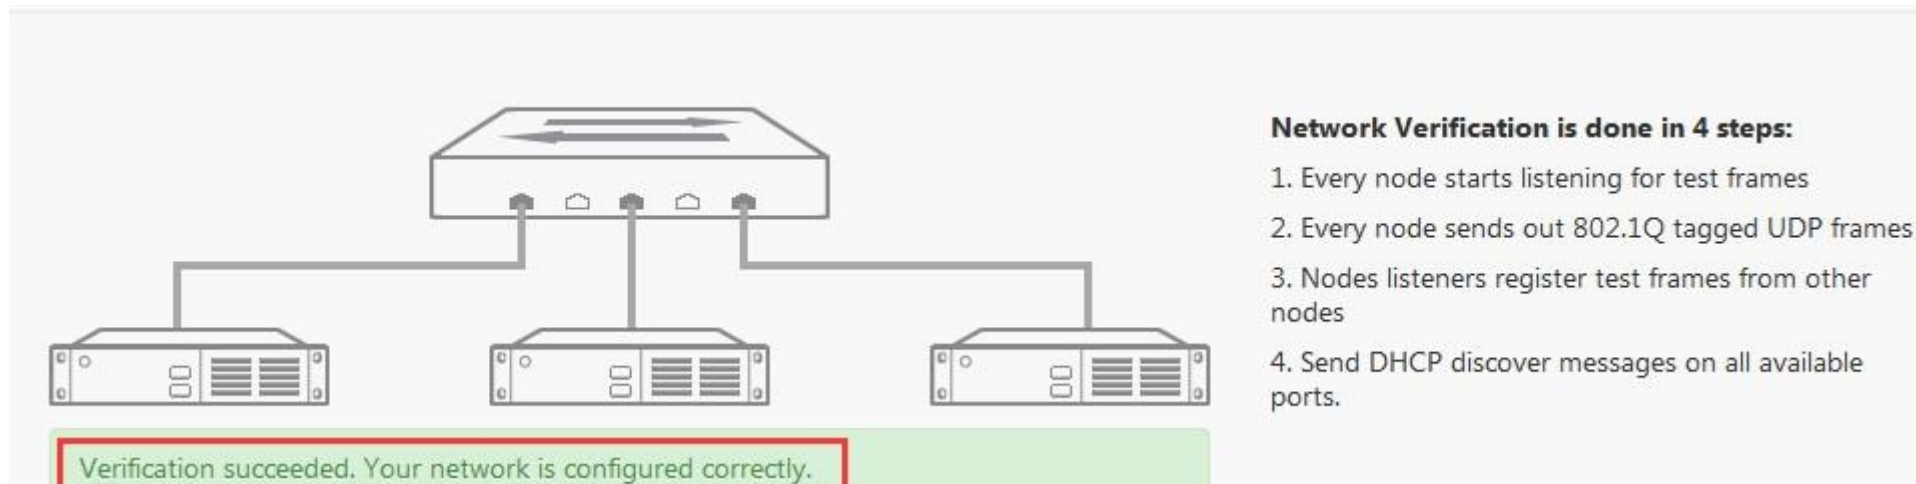 Network Verification is done in 4 steps:
1. Every node starts listening for test frames
2. Every node sends out 802.1Q tagged UDP frames
3. Nodes listeners register test frames from other
nodes
4. Send DHCP discover messages on all available
ports.
Verification succeeded. Your network is configured correctly.